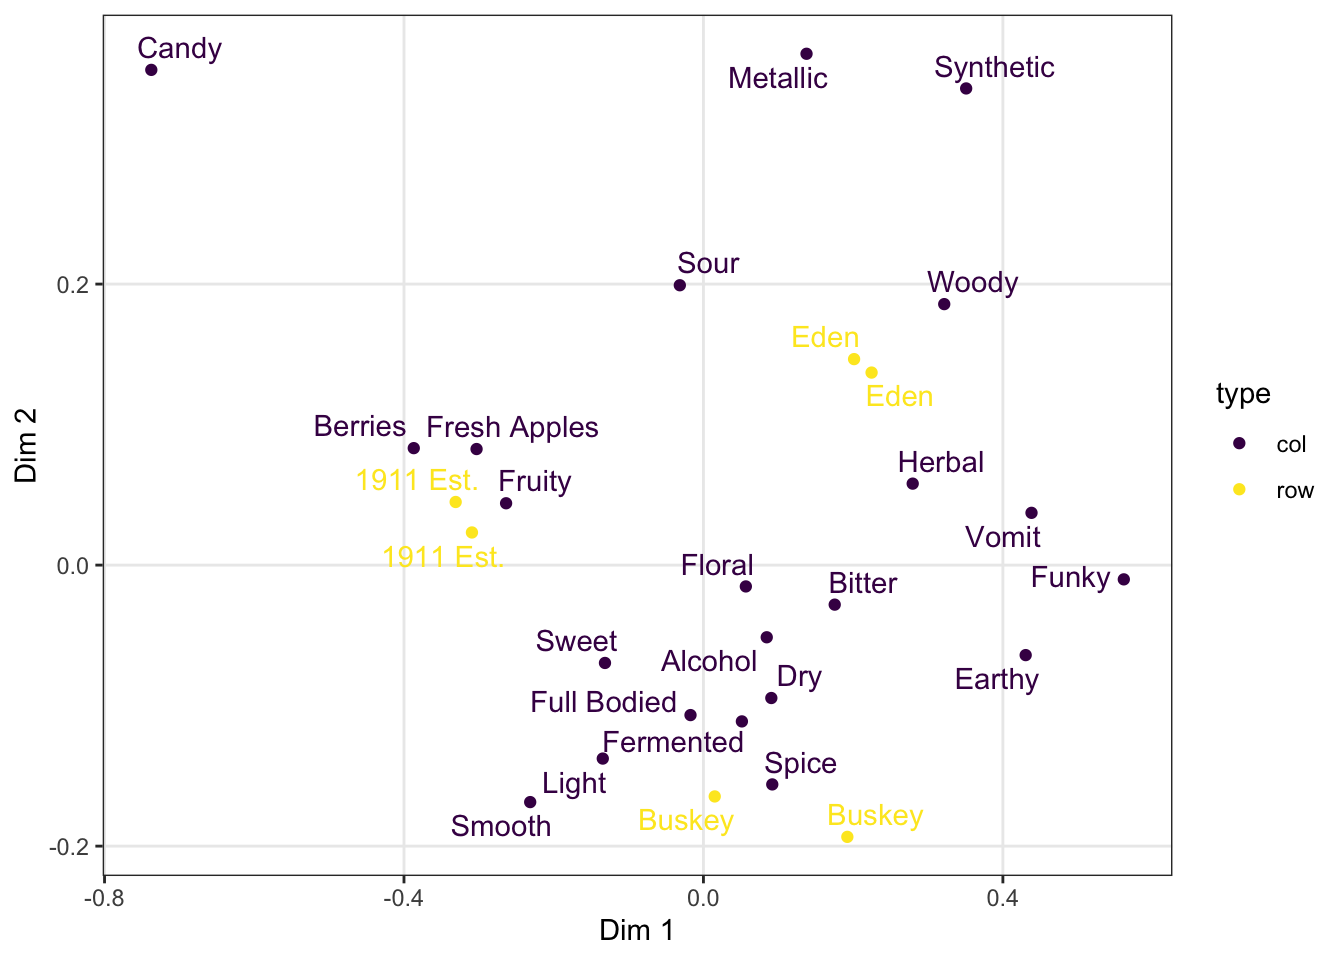 Candy
Metallic
Synthetic
Sour
Woody
Eden
Eden
Berries
Fresh Apples
1911 Est.
Fruity
1911 Est.
Herbal
Vomit
Floral
Bitter
Funky
Sweet
Alcohol
Dry
Earthy
Full Bodied
Fermented
Light
Spice
Smooth
Buskey
Buskey
0.2
0.0
-0.2
-0.8
-0.4
0.0
0.4
Dim 1
Dim 2
type
col
row